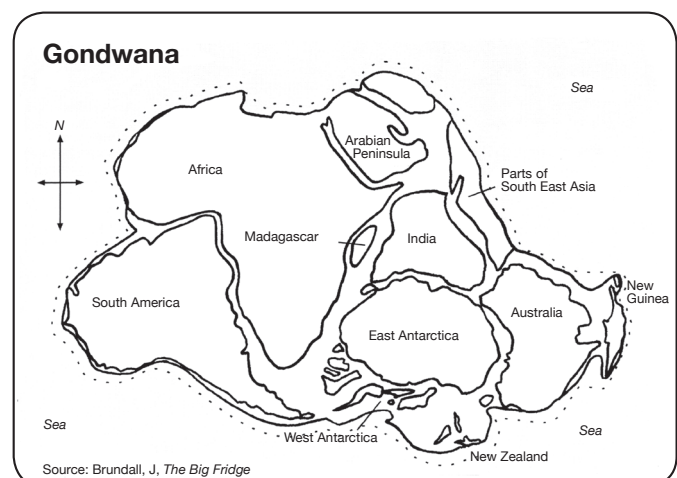 Gondwana
Sea
N
Arabian
Peninsula
Africa
Parts of
South East Asia
Madagascar
India
New
Guinea
South America
Australia
East Antarctica
Sea
West Antarctica
Sea
New Zealand
Source: Brundall, J, The Big Fridge